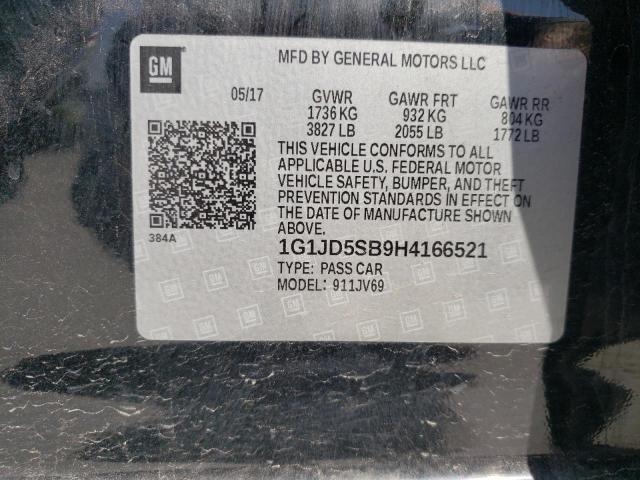 GM
MFD BY GENERAL MOTORS LLC
05/17 GVWR GAWR FRT GAWR RR
1736 KG 932 KG 804 KG
3827 LB 2055 LB 1772 LB
THIS VEHICLE CONFORMS TO ALL
APPLICABLE U.S. FEDERAL MOTOR
VEHICLE SAFETY, BUMPER, AND THEFT
PREVENTION STANDARDS IN EFFECT ON
THE DATE OF MANUFACTURE SHOWN
ABOVE.
384A
1G1JD5SB9H4166521
TYPE: PASS CAR
MODEL: 911JV69